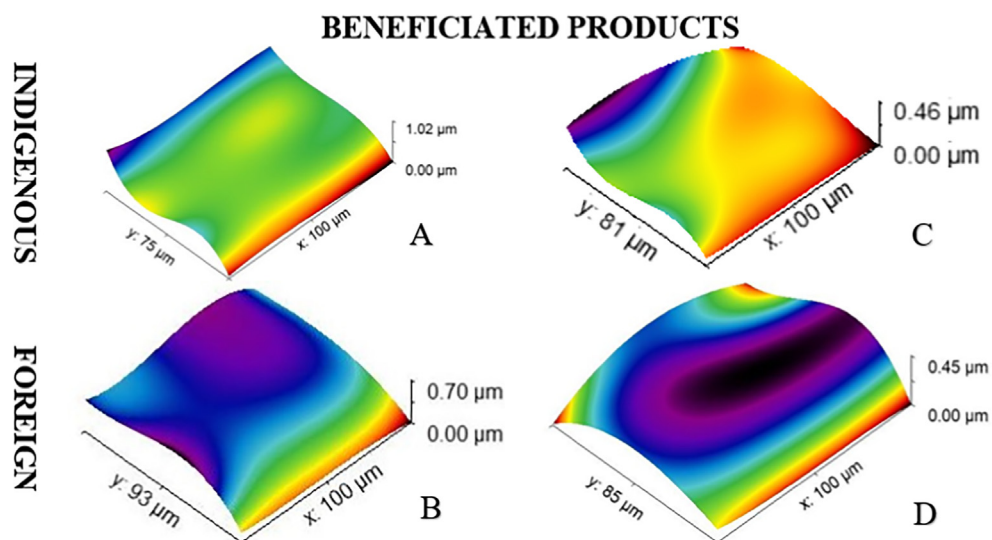 BENEFICIATED PRODUCTS
INDIGENOUS
1.02 µm
0.00 µm
y: 75 µm
x: 100 µm
A
0.46 µm
0.00 µm
y: 81 µm
x: 100 µm
C
FOREIGN
0.70 µm
0.00 µm
y: 93 µm
x: 100 µm
B
0.45 µm
0.00 µm
y: 85 µm
x: 100 µm
D